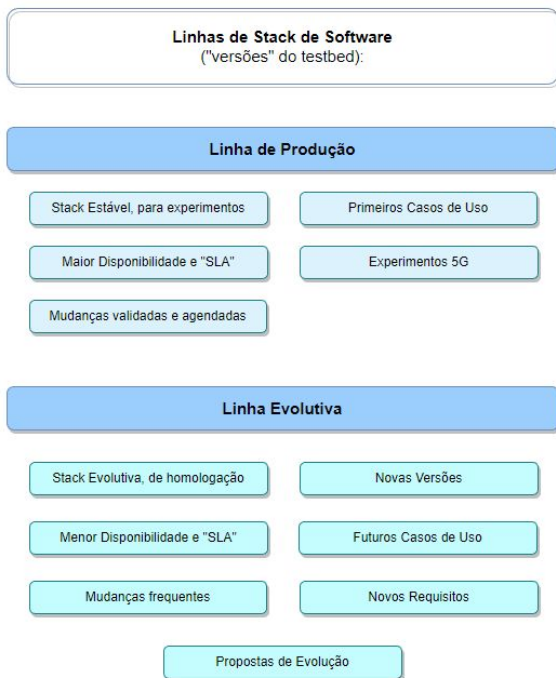 Linhas de Stack de Software
("versões" do testbed):
Linha de Produção
Stack Estável, para experimentos
Primeiros Casos de Uso
Maior Disponibilidade e "SLA"
Experimentos 5G
Mudanças validadas e agendadas
Linha Evolutiva
Stack Evolutiva, de homologação
Novas Versões
Menor Disponibilidade e "SLA"
Futuros Casos de Uso
Mudanças frequentes
Novos Requisitos
Propostas de Evolução